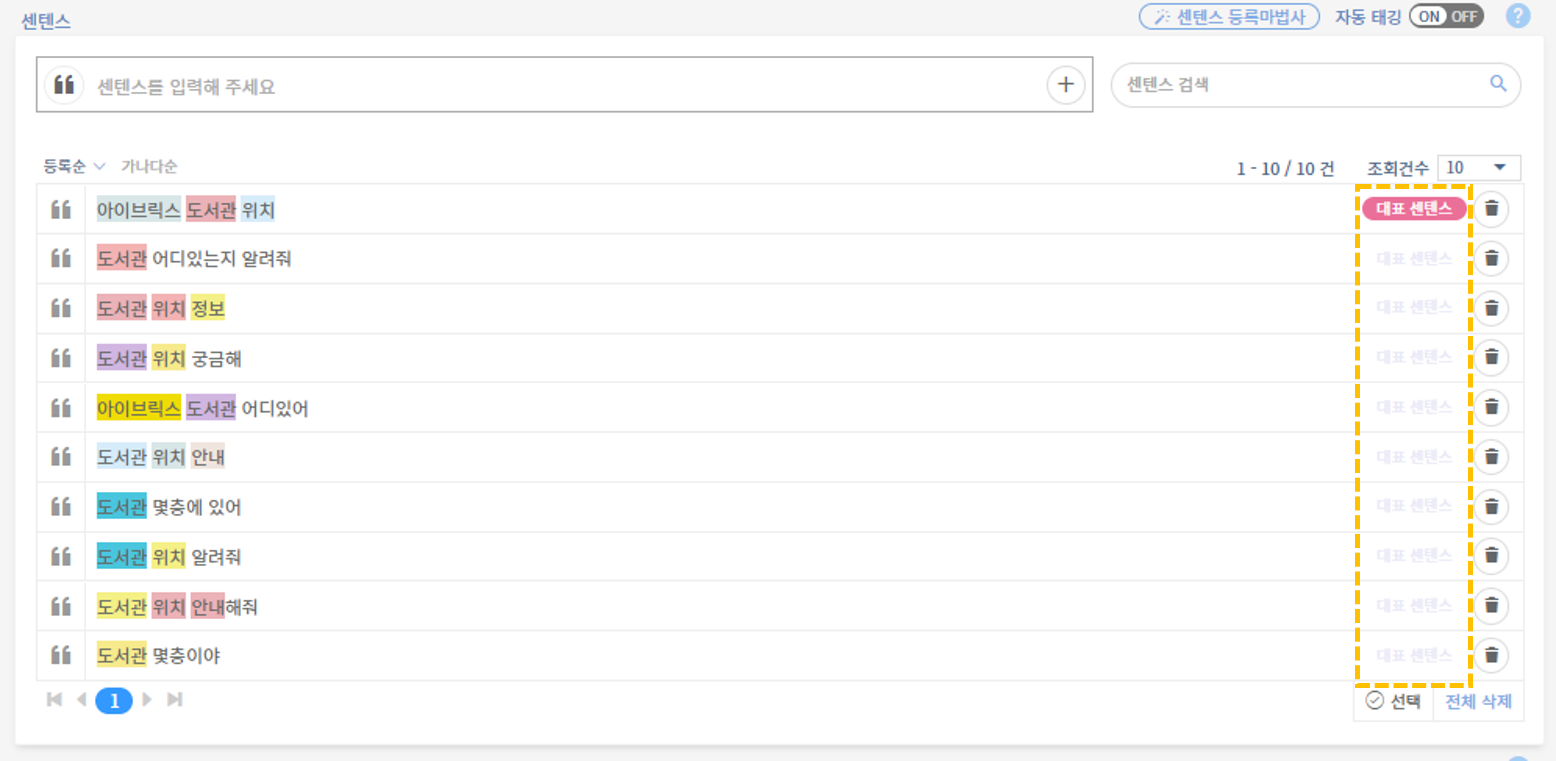 센텐스 센텐스 등록마법사 자동 태깅 ON OFF ?
센텐스를 입력해 주세요 + 센텐스 검색
등록순 가나다순 1 - 10 / 10 건 조회건수 10
아이브릭스 도서관 위치 대표 센텐스
도서관 어디있는지 알려줘 대표 센텐스
도서관 위치 정보 대표 센텐스
도서관 위치 궁금해 대표 센텐스
아이브릭스 도서관 어디있어 대표 센텐스
도서관 위치 안내 대표 센텐스
도서관 몇층에 있어 대표 센텐스
도서관 위치 알려줘 대표 센텐스
도서관 위치 안내해줘 대표 센텐스
도서관 몇층이야 대표 센텐스
1 선택 전체 삭제